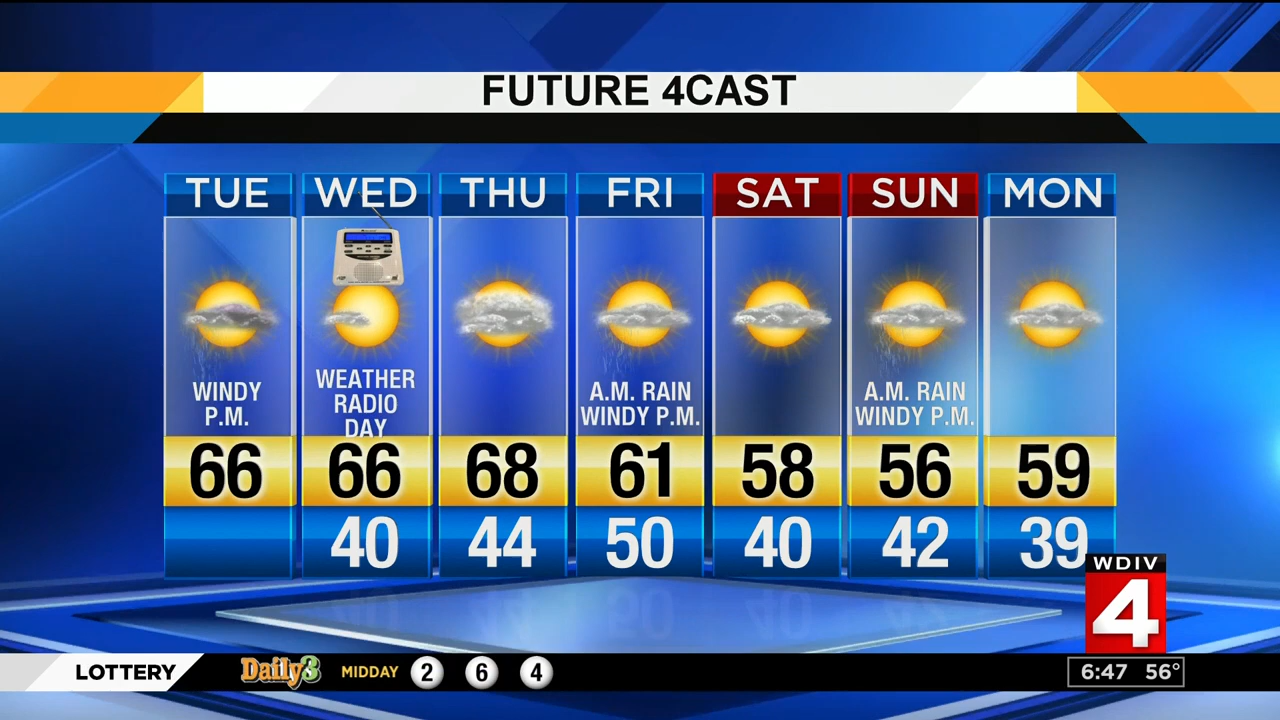 FUTURE 4CAST
TUE WED THU FRI SAT SUN MON
WINDY
P.M.
WEATHER
RADIO
DAY
A.M. RAIN
WINDY P.M.
A.M. RAIN
WINDY P.M.
66 66 68 61 58 56 59
40 44 50 40 42 39
WDIV
4
LOTTERY Daily 3 MIDDAY 2 6 4
6:47 56°